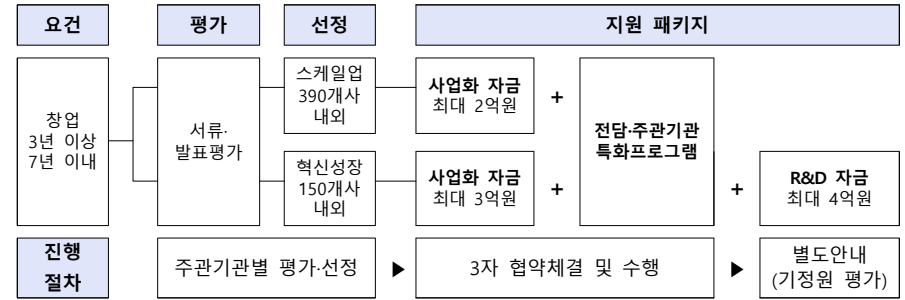 요건
평가
선정
지원 패키지
창업
3년 이상
7년 이내
서류·
발표평가
스케일업
390개사
내외
사업화 자금
최대 2억원
+
전담·주관기관
특화프로그램
혁신성장
150개사
내외
사업화 자금
최대 3억원
+
+
R&D 자금
최대 4억원
진행
절차
주관기관별 평가·선정
▶
3자 협약체결 및 수행
▶
별도안내
(기정원 평가)